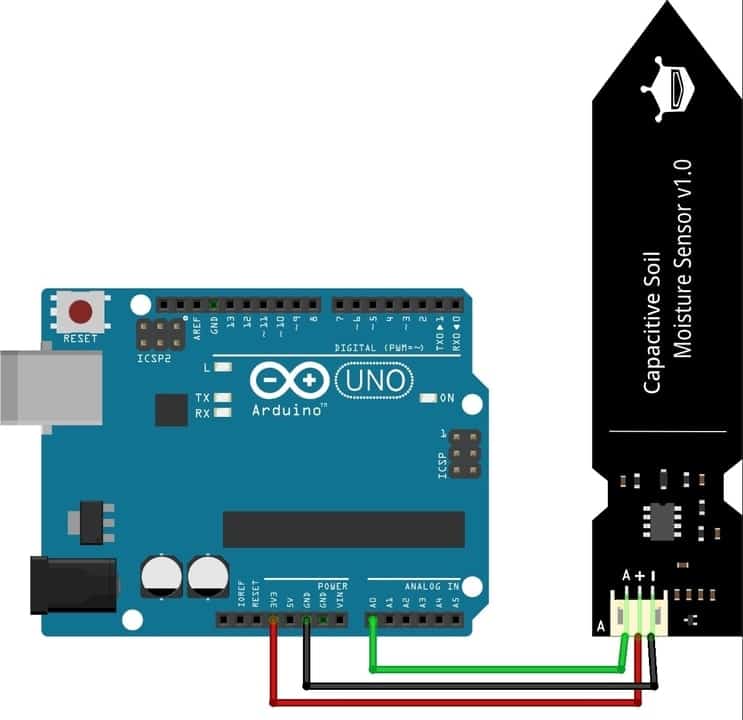 Capacitive Soil
Moisture Sensor v1.0
RESET
ICSP2
AREF
GND
13
12
~11
~10
~9
8
7
~6
~5
4
~3
2
TX0▶1
RX0◀0
DIGITAL (PWM=~)
L
TX
RX
UNO
Arduino™
ON
1
ICSP
POWER
ANALOG IN
IOREF
RESET
3V3
5V
GND
GND
VIN
A0
A1
A2
A3
A4
A5
A + -
A